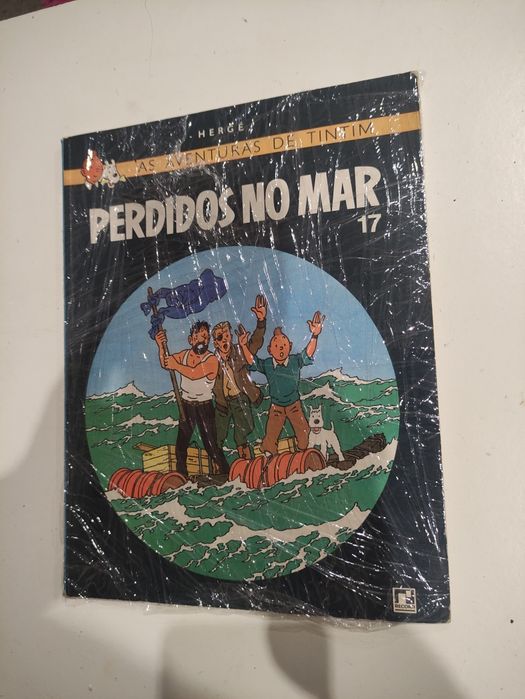 HERGÉ
AS AVENTURAS DE TINTIM
PERDIDOS NO MAR
17
RECORD